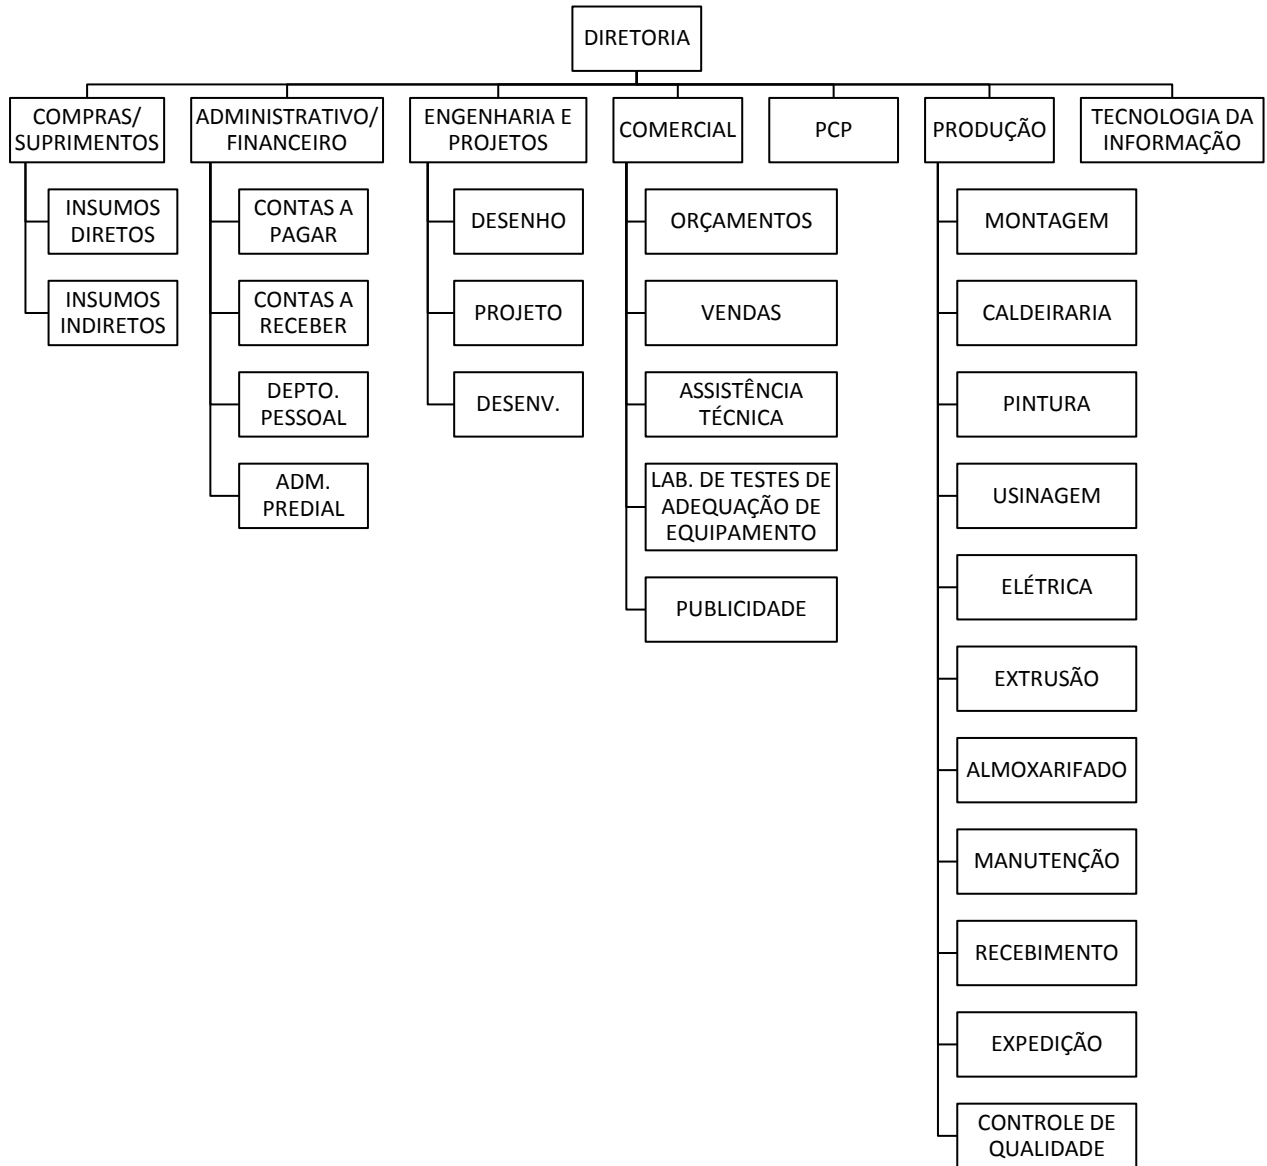 DIRETORIA
COMPRAS/
SUPRIMENTOS
ADMINISTRATIVO/
FINANCEIRO
ENGENHARIA E
PROJETOS
COMERCIAL
PCP
PRODUÇÃO
TECNOLOGIA DA
INFORMAÇÃO
INSUMOS
DIRETOS
INSUMOS
INDIRETOS
CONTAS A
PAGAR
CONTAS A
RECEBER
DEPTO.
PESSOAL
ADM.
PREDIAL
DESENHO
PROJETO
DESENV.
ORÇAMENTOS
VENDAS
ASSISTÊNCIA
TÉCNICA
LAB. DE TESTES DE
ADEQUAÇÃO DE
EQUIPAMENTO
PUBLICIDADE
MONTAGEM
CALDEIRARIA
PINTURA
USINAGEM
ELÉTRICA
EXTRUSÃO
ALMOXARIFADO
MANUTENÇÃO
RECEBIMENTO
EXPEDIÇÃO
CONTROLE DE
QUALIDADE